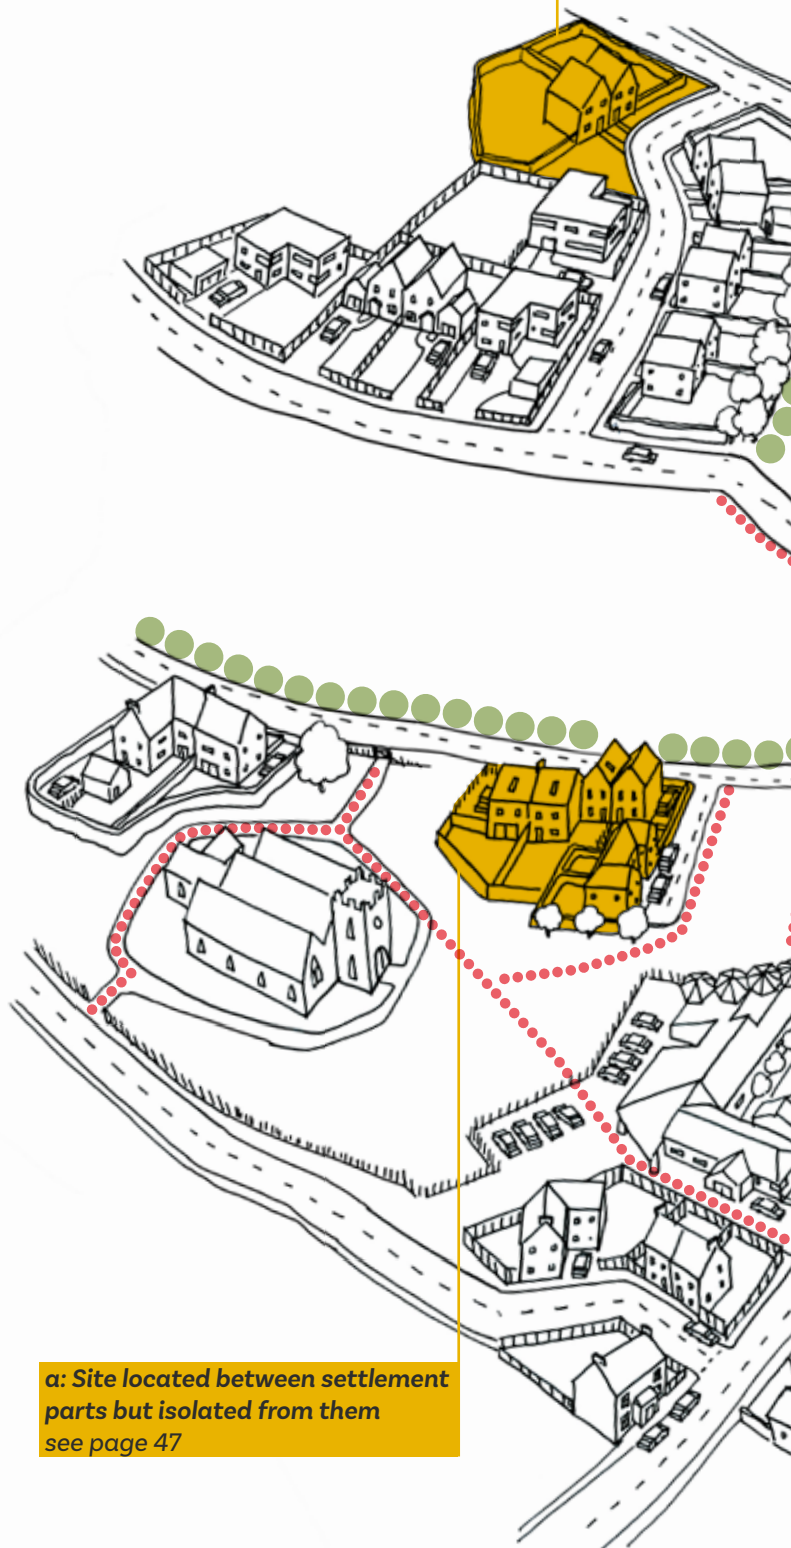 a: Site located between settlement
parts but isolated from them
see page 47